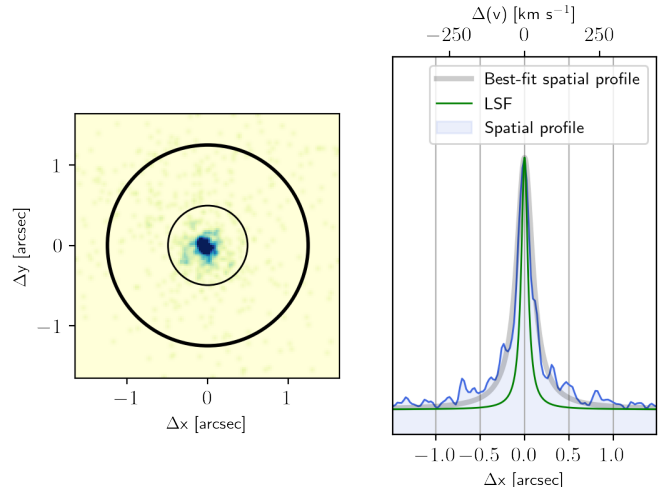 Δ(v) [km s⁻¹]
−250 0 250
Best-fit spatial profile
LSF
Spatial profile
1
0
−1
Δy [arcsec]
−1 0 1
Δx [arcsec]
−1.0 −0.5 0.0 0.5 1.0
Δx [arcsec]